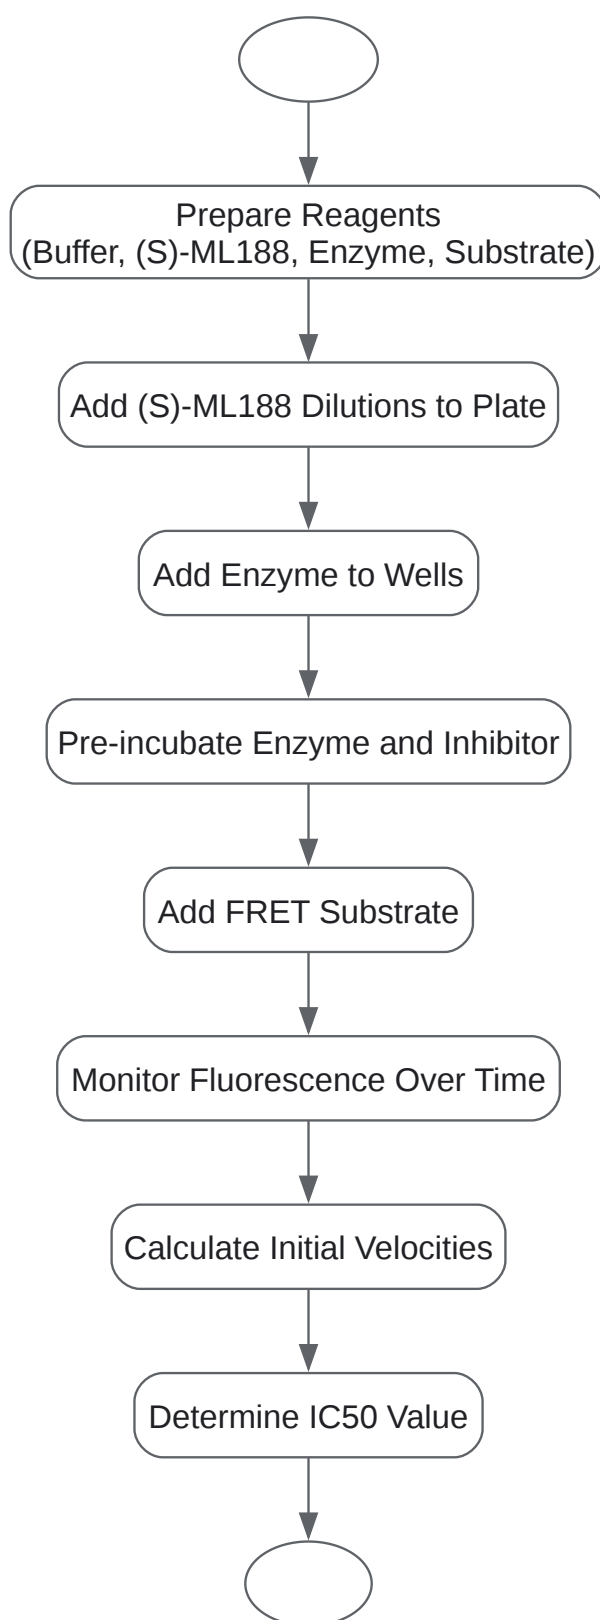 Prepare Reagents
(Buffer, (S)-ML188, Enzyme, Substrate)
Add (S)-ML188 Dilutions to Plate
Add Enzyme to Wells
Pre-incubate Enzyme and Inhibitor
Add FRET Substrate
Monitor Fluorescence Over Time
Calculate Initial Velocities
Determine IC50 Value